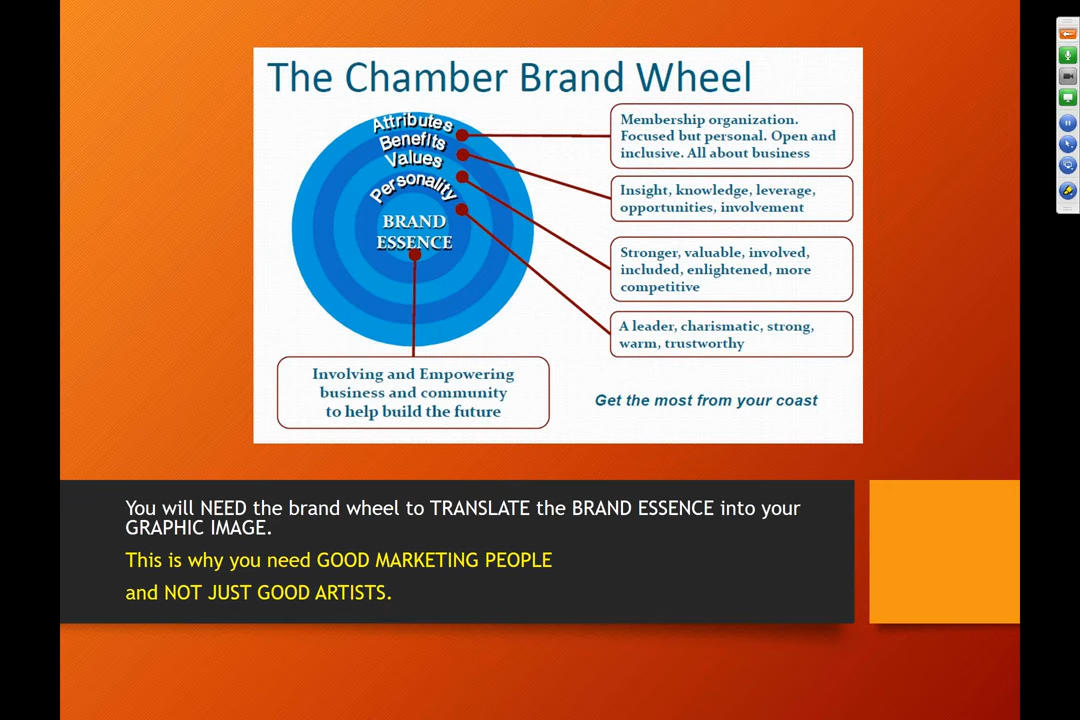 The Chamber Brand Wheel
Attributes
Benefits
Values
Personality
BRAND
ESSENCE
Membership organization.
Focused but personal. Open and
inclusive. All about business
Insight, knowledge, leverage,
opportunities, involvement
Stronger, valuable, involved,
included, enlightened, more
competitive
A leader, charismatic, strong,
warm, trustworthy
Involving and Empowering
business and community
to help build the future
Get the most from your coast
You will NEED the brand wheel to TRANSLATE the BRAND ESSENCE into your
GRAPHIC IMAGE.
This is why you need GOOD MARKETING PEOPLE
and NOT JUST GOOD ARTISTS.